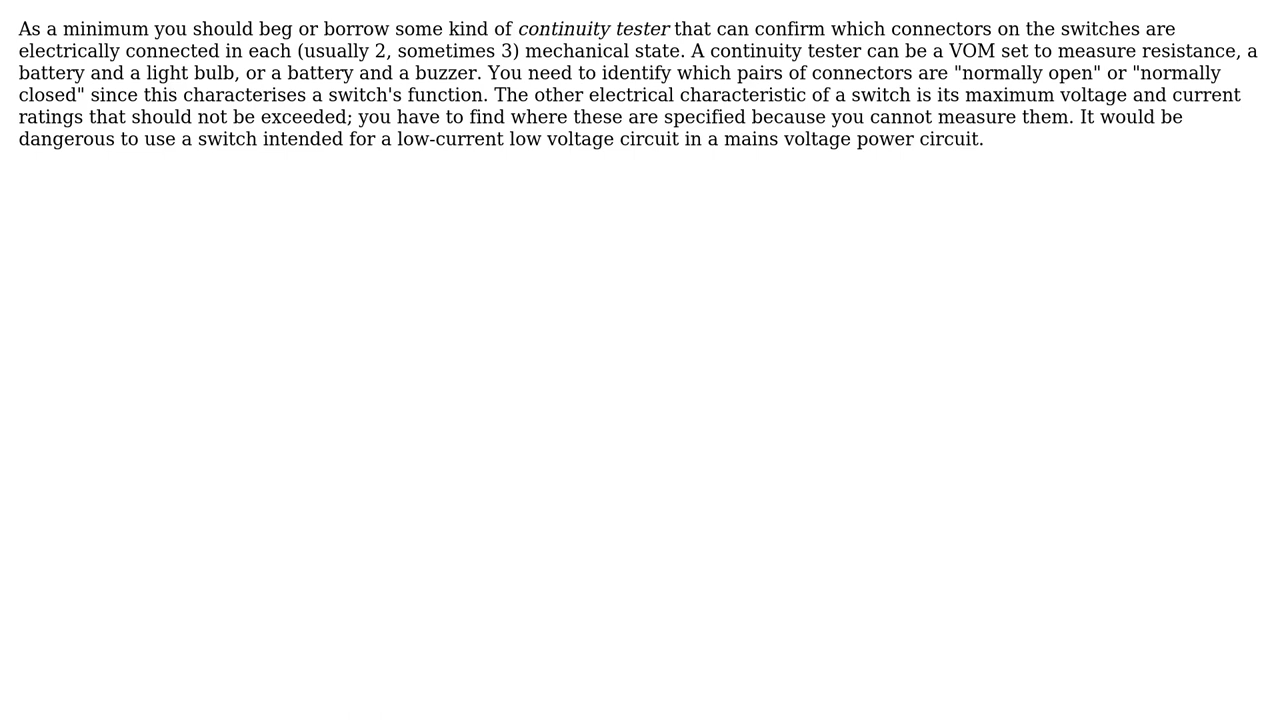 As a minimum you should beg or borrow some kind of continuity tester that can confirm which connectors on the switches are
electrically connected in each (usually 2, sometimes 3) mechanical state. A continuity tester can be a VOM set to measure resistance, a
battery and a light bulb, or a battery and a buzzer. You need to identify which pairs of connectors are "normally open" or "normally
closed" since this characterises a switch's function. The other electrical characteristic of a switch is its maximum voltage and current
ratings that should not be exceeded; you have to find where these are specified because you cannot measure them. It would be
dangerous to use a switch intended for a low-current low voltage circuit in a mains voltage power circuit.